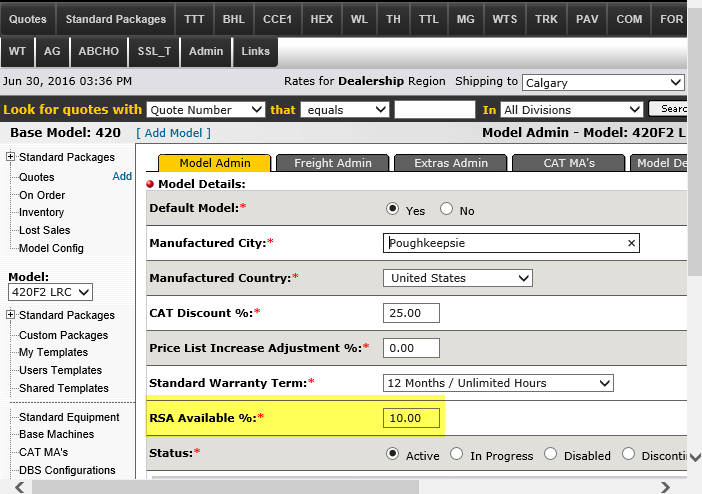 Quotes Standard Packages TTT BHL CCE1 HEX WL TH TTL MG WTS TRK PAV COM FOR
WT AG ABCHO SSL_T Admin Links
Jun 30, 2016 03:36 PM Rates for Dealership Region Shipping to Calgary
Look for quotes with Quote Number that equals In All Divisions Searc
Base Model: 420 [ Add Model ] Model Admin - Model: 420F2 L
Standard Packages
Quotes Add
On Order
Inventory
Lost Sales
Model Config
Model:
420F2 LRC
Standard Packages
Custom Packages
My Templates
Users Templates
Shared Templates
Standard Equipment
Base Machines
CAT MA's
DBS Configurations
Model Admin Freight Admin Extras Admin CAT MA's Model De
Model Details:
Default Model:* Yes No
Manufactured City:* Poughkeepsie ×
Manufactured Country:* United States
CAT Discount %:* 25.00
Price List Increase Adjustment %:* 0.00
Standard Warranty Term:* 12 Months / Unlimited Hours
RSA Available %:* 10.00
Status:* Active In Progress Disabled Disconti